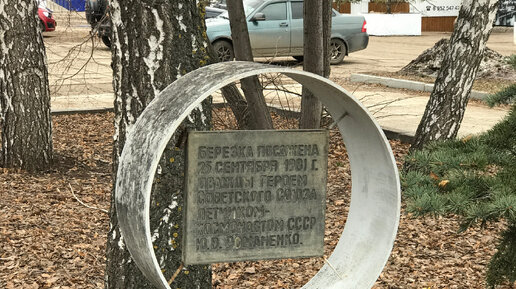 БЕРЕЗКА ПОСАЖЕНА
25 СЕНТЯБРЯ 1981 г.
ДВАЖДЫ ГЕРОЕМ
СОВЕТСКОГО СОЮЗА
ЛЕТЧИКОМ-
КОСМОНАВТОМ СССР
Ю.В. РОМАНЕНКО.